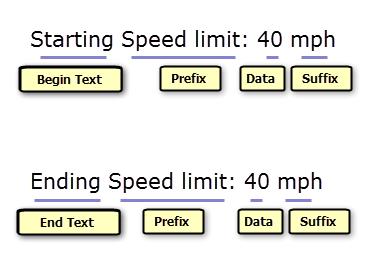 Starting Speed limit: 40 mph
Begin Text Prefix Data Suffix
Ending Speed limit: 40 mph
End Text Prefix Data Suffix